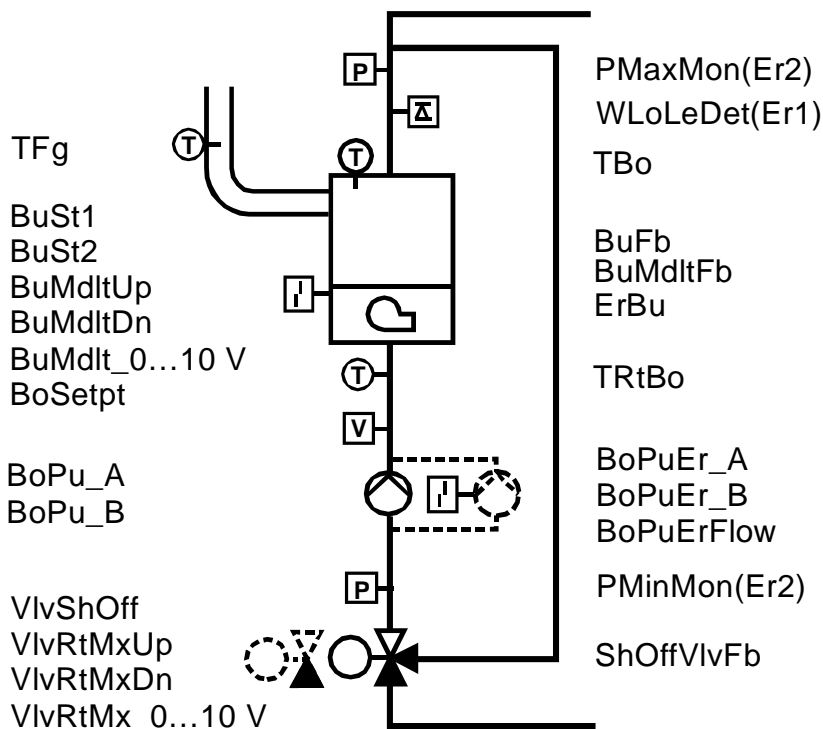 P
PMaxMon(Er2)
WLoLeDet(Er1)
TFg
T
T
TBo
BuSt1
BuSt2
BuMdltUp
BuMdltDn
BuMdlt_0...10 V
BoSetpt
BuFb
BuMdltFb
ErBu
T
TRtBo
V
BoPu_A
BoPu_B
BoPuEr_A
BoPuEr_B
BoPuErFlow
P
PMinMon(Er2)
VlvShOff
VlvRtMxUp
VlvRtMxDn
VlvRtMx 0...10 V
ShOffVlvFb